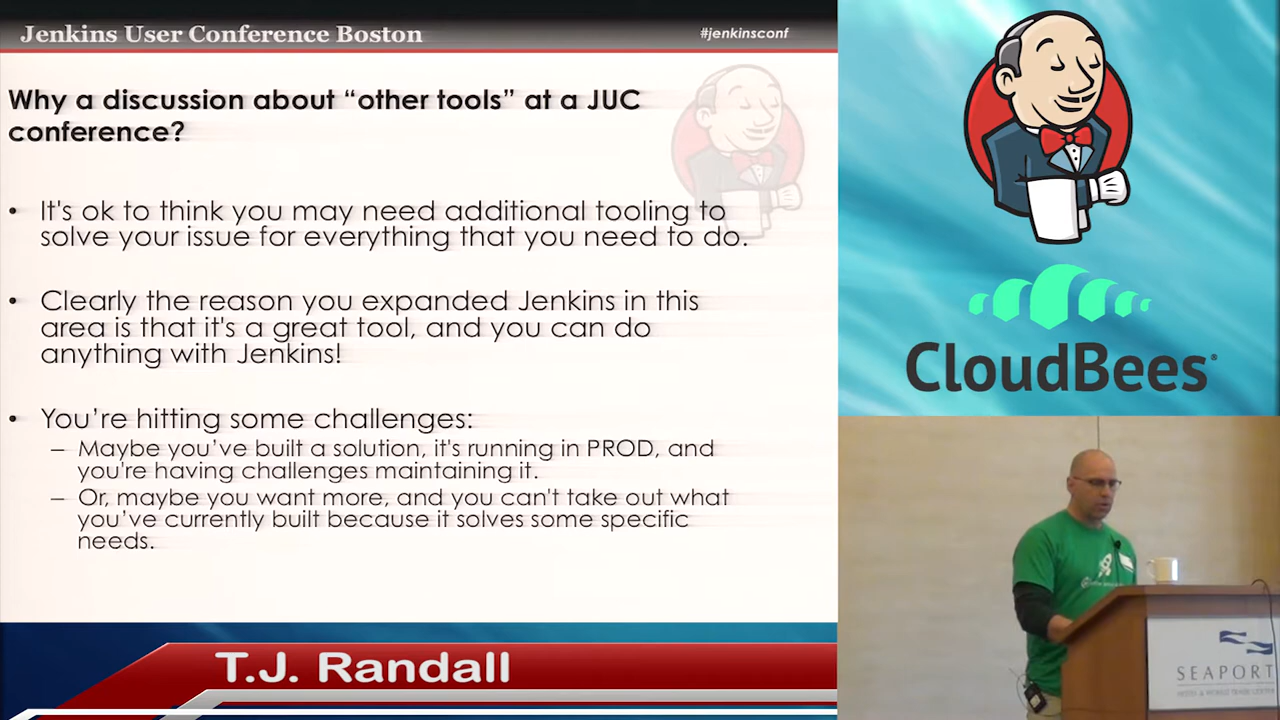 Jenkins User Conference Boston
#jenkinsconf
Why a discussion about “other tools” at a JUC
conference?
• It's ok to think you may need additional tooling to
solve your issue for everything that you need to do.
• Clearly the reason you expanded Jenkins in this
area is that it's a great tool, and you can do
anything with Jenkins!
• You’re hitting some challenges:
– Maybe you’ve built a solution, it's running in PROD, and
you're having challenges maintaining it.
– Or, maybe you want more, and you can't take out what
you’ve currently built because it solves some specific
needs.
T.J. Randall
CloudBees®
SEAPORT
HOTEL & WORLD TRADE CENTER